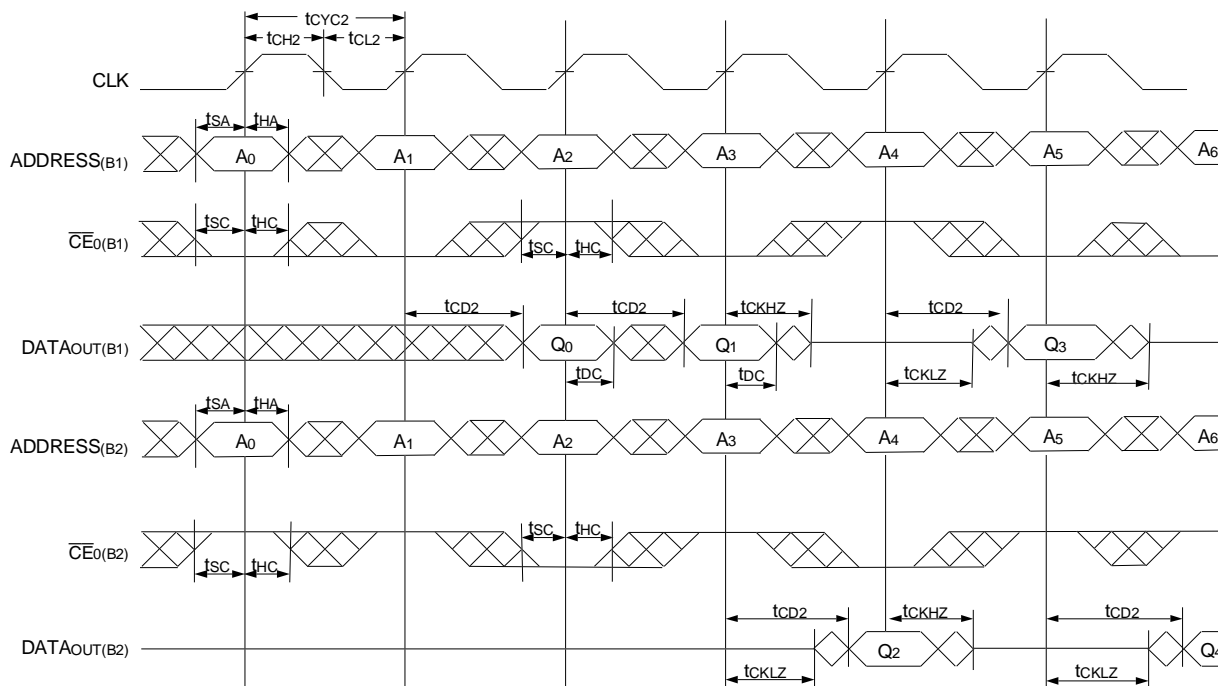 tCYC2
tCH2 tCL2
CLK
tSA tHA
ADDRESS(B1) A0 A1 A2 A3 A4 A5 A6
tSC tHC
CE0(B1)
tSC tHC
tCD2 tCD2 tCKHZ tCD2
DATAOUT(B1) Q0 Q1 Q3
tDC tDC tCKLZ tCKHZ
tSA tHA
ADDRESS(B2) A0 A1 A2 A3 A4 A5 A6
tSC tHC
CE0(B2)
tSC tHC
tCD2 tCKHZ tCD2
DATAOUT(B2) Q2 Q4
tCKLZ tCKLZ